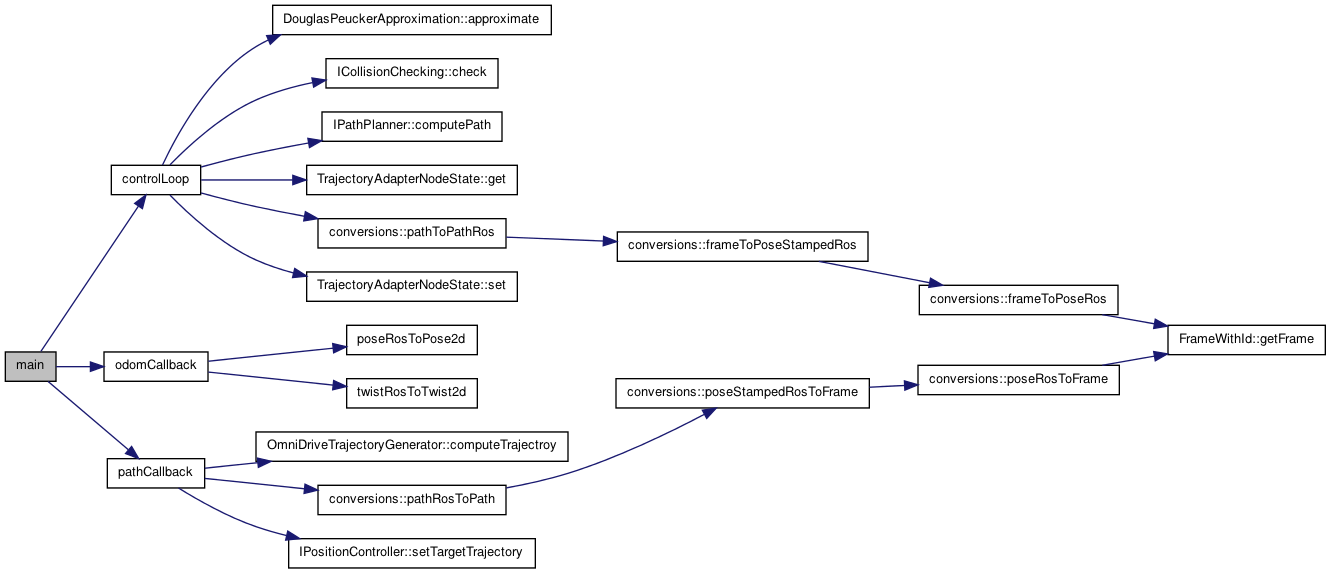 DouglasPeuckerApproximation::approximate
ICollisionChecking::check
IPathPlanner::computePath
controlLoop
TrajectoryAdapterNodeState::get
conversions::pathToPathRos
conversions::frameToPoseStampedRos
TrajectoryAdapterNodeState::set
conversions::frameToPoseRos
main
odomCallback
poseRosToPose2d
FrameWithId::getFrame
twistRosToTwist2d
conversions::poseStampedRosToFrame
conversions::poseRosToFrame
OmniDriveTrajectoryGenerator::computeTrajectroy
pathCallback
conversions::pathRosToPath
IPositionController::setTargetTrajectory